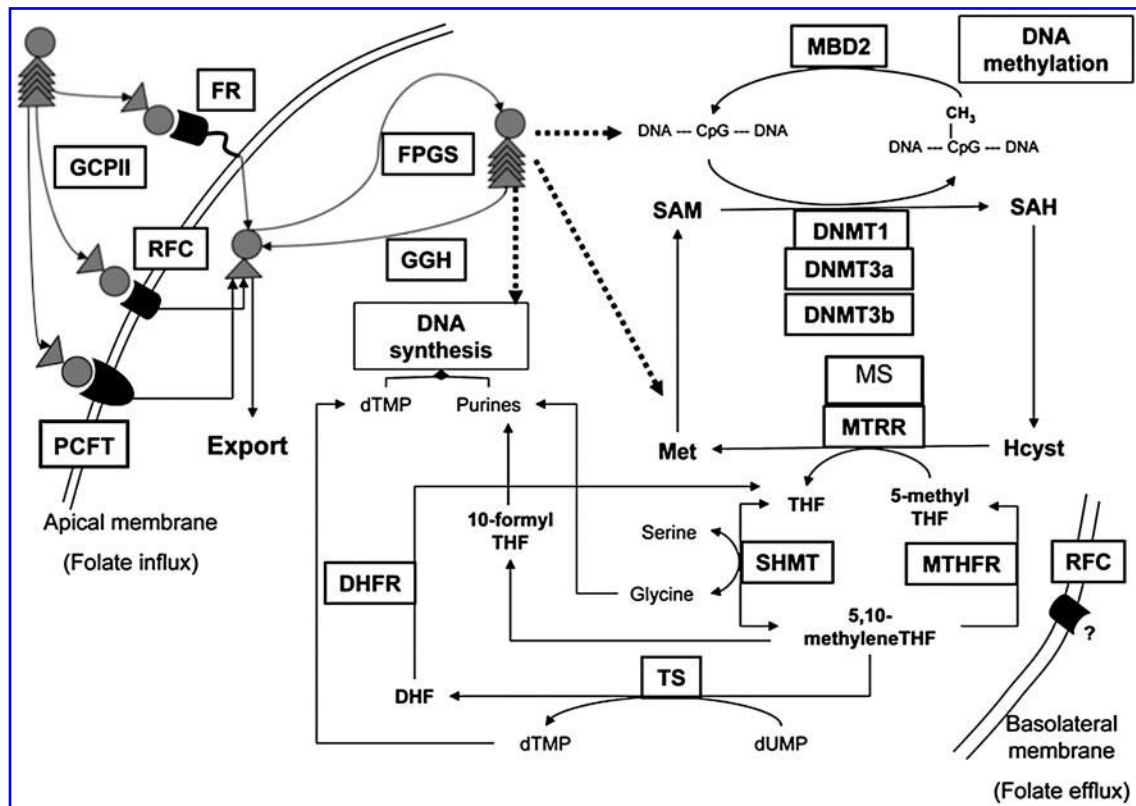 MBD2
DNA
methylation
FR
CH3
DNA --- CpG --- DNA
DNA --- CpG --- DNA
GCPII
FPGS
SAM
SAH
RFC
DNMT1
GGH
DNMT3a
DNMT3b
DNA
synthesis
MS
dTMP
Purines
PCFT
Export
MTRR
Met
Hcyst
THF
5-methyl
THF
Apical membrane
(Folate influx)
10-formyl
THF
Serine
DHFR
SHMT
MTHFR
RFC
Glycine
5,10-
methyleneTHF
?
TS
DHF
dTMP
dUMP
Basolateral
membrane
(Folate efflux)